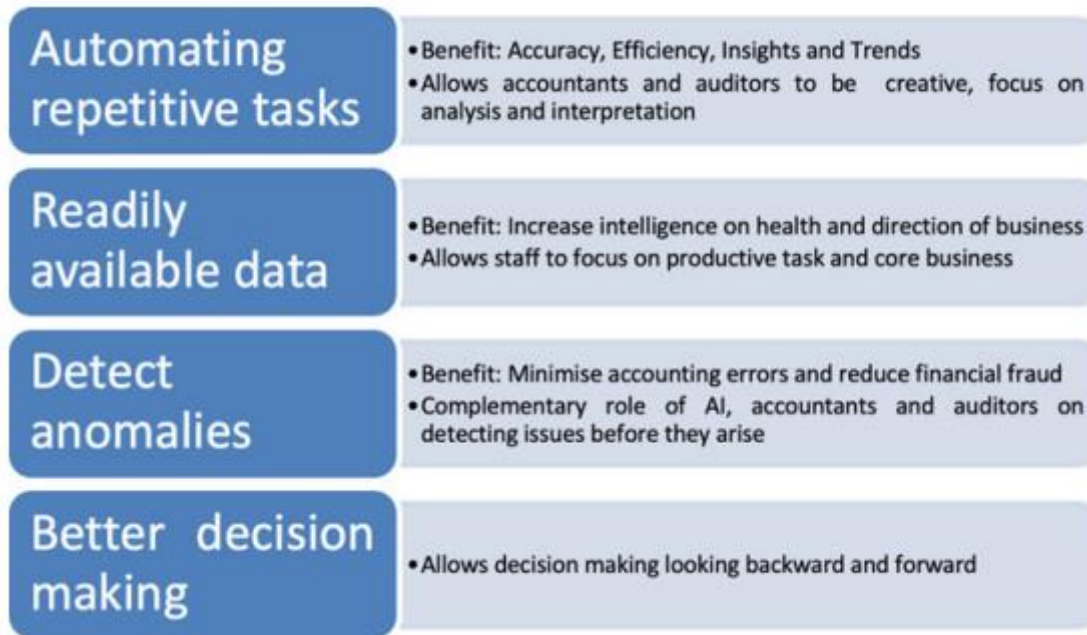 Automating
repetitive tasks
•Benefit: Accuracy, Efficiency, Insights and Trends
•Allows accountants and auditors to be creative, focus on
analysis and interpretation
Readily
available data
•Benefit: Increase intelligence on health and direction of business
•Allows staff to focus on productive task and core business
Detect
anomalies
•Benefit: Minimise accounting errors and reduce financial fraud
•Complementary role of AI, accountants and auditors on
detecting issues before they arise
Better decision
making
•Allows decision making looking backward and forward